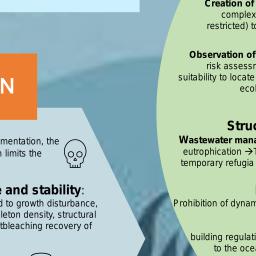 N
mentation, the
limits the
e and stability:
d to growth disturbance,
leton density, structural
tbleaching recovery of
Creation of
complex
restricted) to
Observation of
risk assessm
suitability to locate
ecol
Struc
Wastewater mana
eutrophication →T
temporary refugia
Prohibition of dynam
building regulati
to the ocea